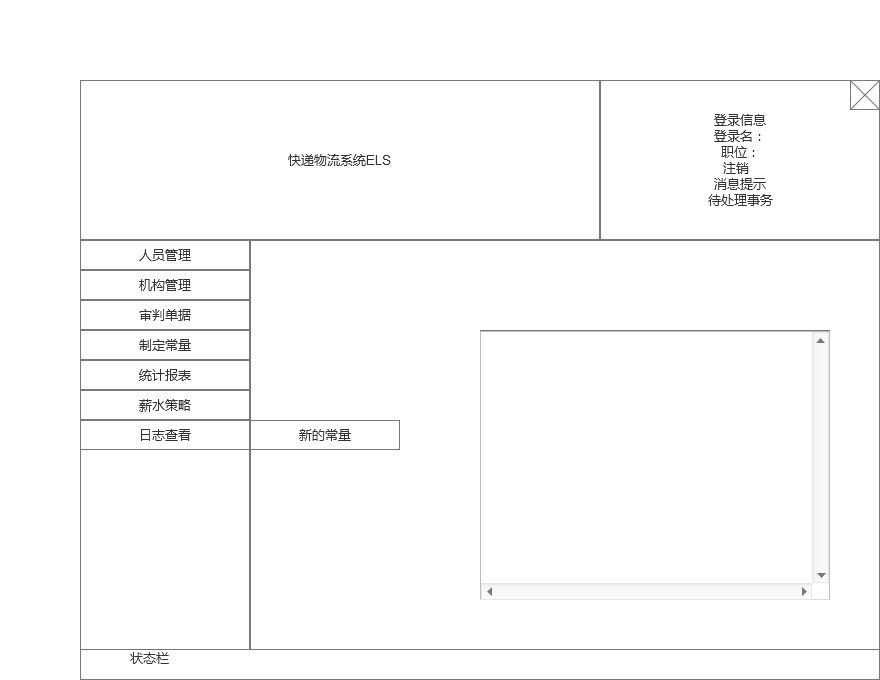 快递物流系统ELS
登录信息
登录名：
职位：
注销
消息提示
待处理事务
人员管理
机构管理
审判单据
制定常量
统计报表
薪水策略
日志查看
新的常量
状态栏